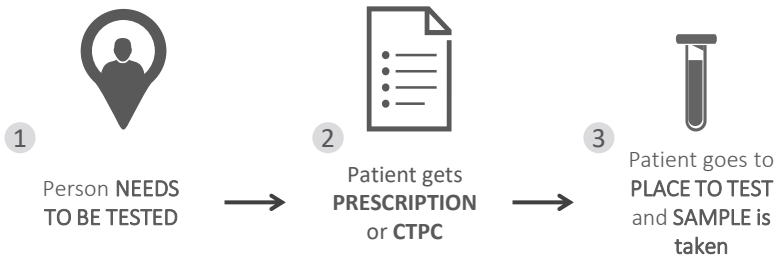 1
Person NEEDS
TO BE TESTED
2
Patient gets
PRESCRIPTION
or CTPC
3
Patient goes to
PLACE TO TEST
and SAMPLE is
taken